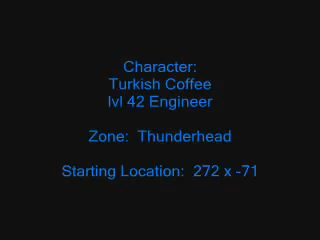 Character:
Turkish Coffee
lvl 42 Engineer
Zone:  Thunderhead
Starting Location:  272 x -71